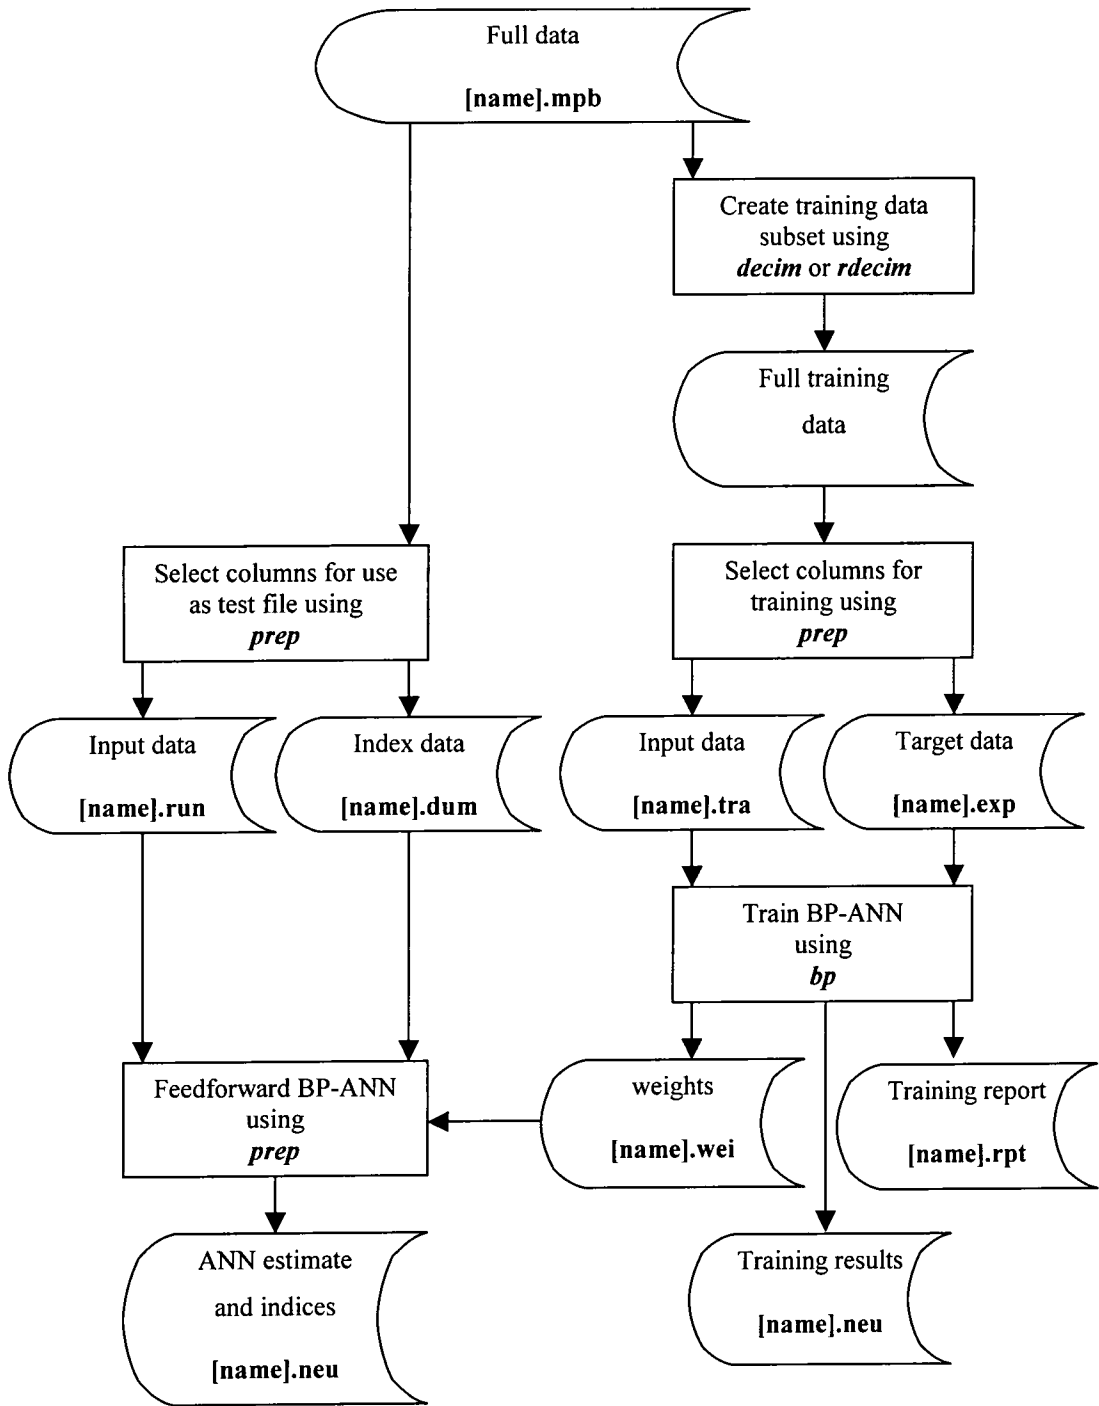 Full data
[name].mpb
Create training data
subset using
decim or rdecim
Full training
data
Select columns for use
as test file using
prep
Select columns for
training using
prep
Input data
[name].run
Index data
[name].dum
Input data
[name].tra
Target data
[name].exp
Train BP-ANN
using
bp
Feedforward BP-ANN
using
prep
weights
[name].wei
Training report
[name].rpt
ANN estimate
and indices
[name].neu
Training results
[name].neu